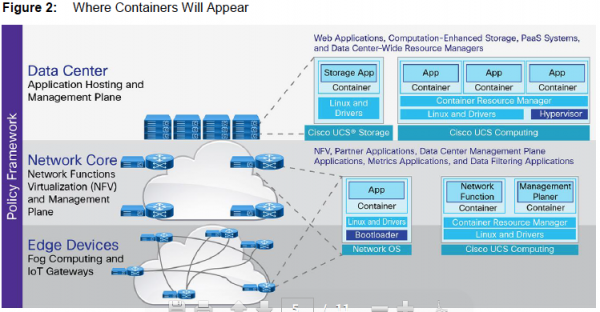 Figure 2: Where Containers Will Appear
Policy Framework
Data Center
Application Hosting and
Management Plane
Web Applications, Computation-Enhanced Storage, PaaS Systems,
and Data Center-Wide Resource Managers
Storage App
Container
Linux and
Drivers
Cisco UCS® Storage
App
Container
App
Container
App
Container
Container Resource Manager
Linux and Drivers
Hypervisor
Cisco UCS Computing
Network Core
Network Functions
Virtualization (NFV)
and Management
Plane
NFV, Partner Applications, Data Center Management Plane
Applications, Metrics Applications, and Data Filtering Applications
App
Container
Linux and Drivers
Bootloader
Network OS
Network
Function
Container
Management
Planer
Container
Container Resource Manager
Linux and Drivers
Cisco UCS Computing
Edge Devices
Fog Computing and
IoT Gateways
5 / 11